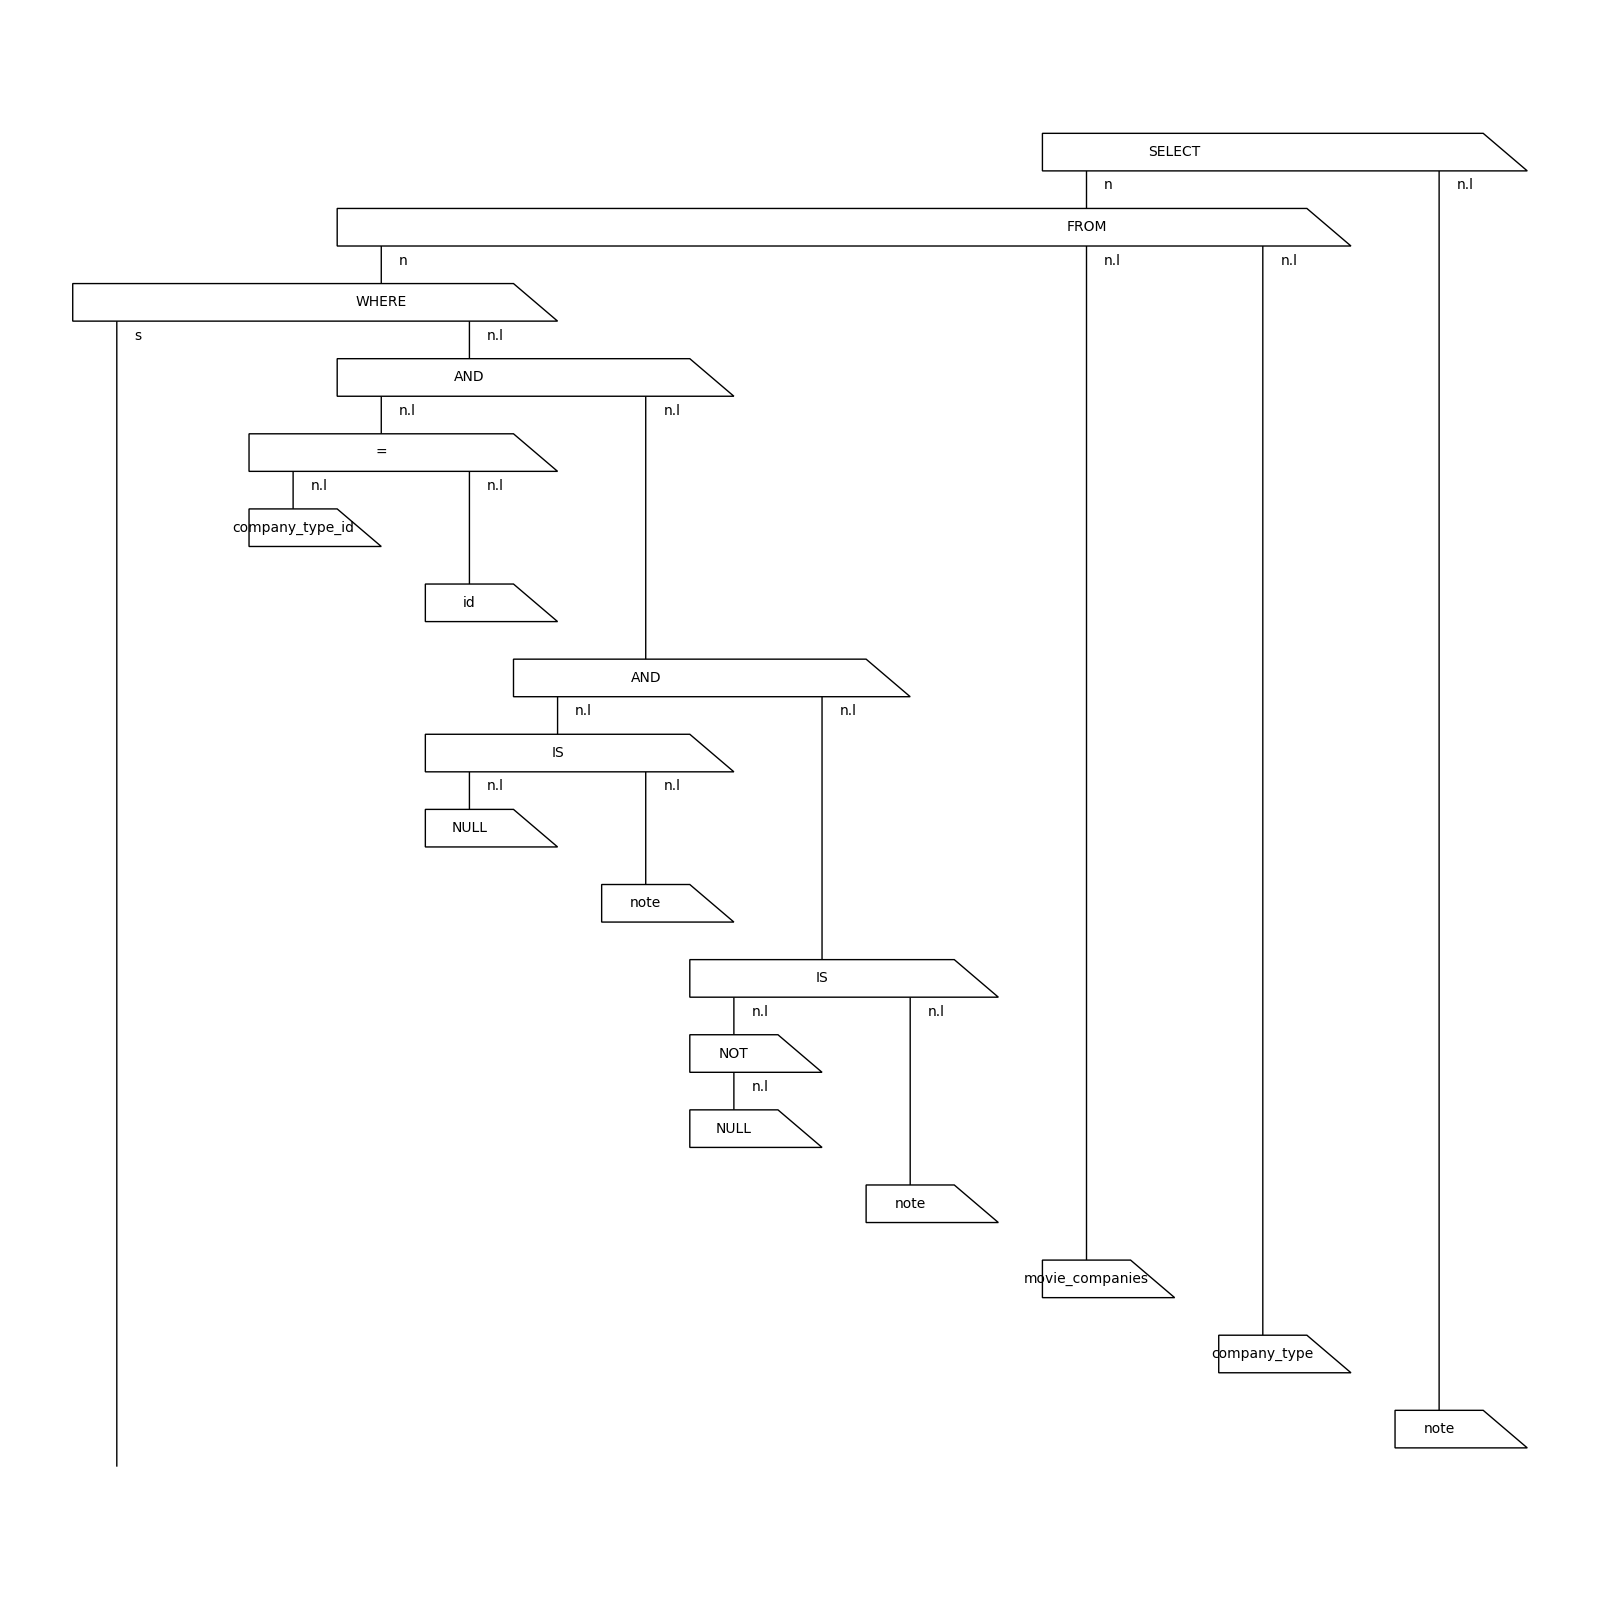 SELECT
n n.l
FROM
n n.l n.l
WHERE
s n.l
AND
n.l n.l
=
n.l n.l
company_type_id
id
AND
n.l n.l
IS
n.l n.l
NULL
note
IS
n.l n.l
NOT
n.l
NULL
note
movie_companies
company_type
note